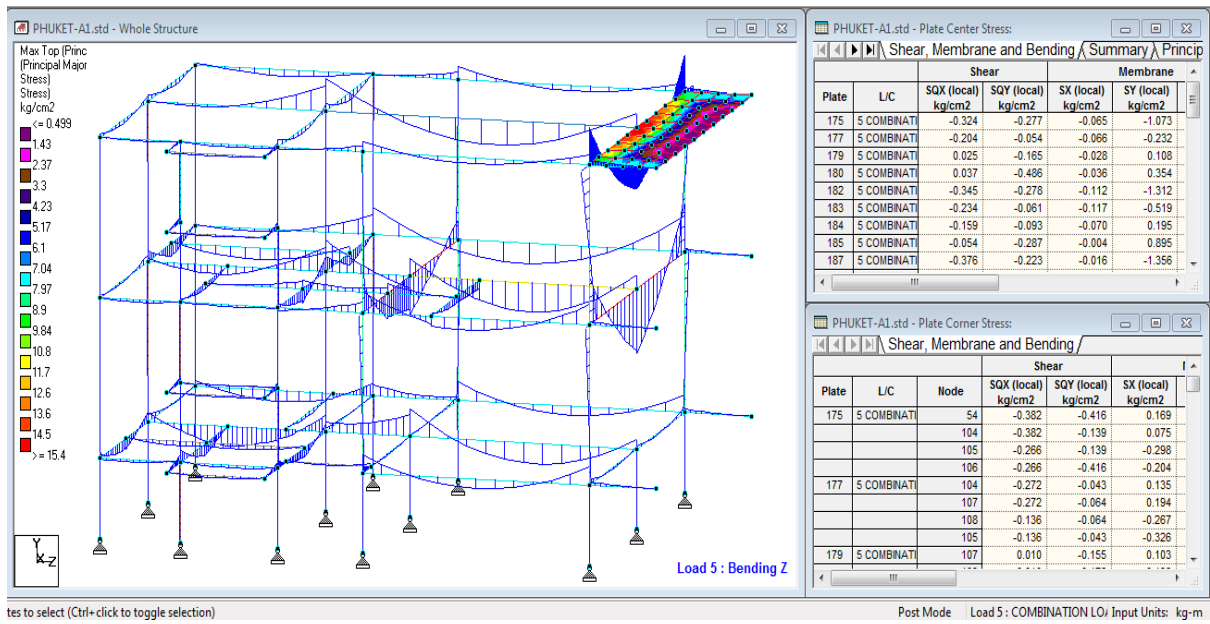 PHUKET-A1.std - Whole Structure
Max Top (Princ
(Principal Major
Stress)
Stress)
kg/cm2
<= 0.499
1.43
2.37
3.3
4.23
5.17
6.1
7.04
7.97
8.9
9.84
10.8
11.7
12.6
13.6
14.5
>= 15.4
Y
X Z
Load 5 : Bending Z
PHUKET-A1.std - Plate Center Stress:
Shear, Membrane and Bending Summary Princip
Shear Membrane
Plate L/C SQX (local) kg/cm2 SQY (local) kg/cm2 SX (local) kg/cm2 SY (local) kg/cm2
175 5 COMBINATI -0.324 -0.277 -0.065 -1.073
177 5 COMBINATI -0.204 -0.054 -0.066 -0.232
179 5 COMBINATI 0.025 -0.165 -0.028 0.108
180 5 COMBINATI 0.037 -0.486 -0.036 0.354
182 5 COMBINATI -0.345 -0.278 -0.112 -1.312
183 5 COMBINATI -0.234 -0.061 -0.117 -0.519
184 5 COMBINATI -0.159 -0.093 -0.070 0.195
185 5 COMBINATI -0.054 -0.287 -0.004 0.895
187 5 COMBINATI -0.376 -0.223 -0.016 -1.356
PHUKET-A1.std - Plate Corner Stress:
Shear, Membrane and Bending
Shear
Plate L/C Node SQX (local) kg/cm2 SQY (local) kg/cm2 SX (local) kg/cm2
175 5 COMBINATI 54 -0.382 -0.416 0.169
104 -0.382 -0.139 0.075
105 -0.266 -0.139 -0.298
106 -0.266 -0.416 -0.204
177 5 COMBINATI 104 -0.272 -0.043 0.135
107 -0.272 -0.064 0.194
108 -0.136 -0.064 -0.267
105 -0.136 -0.043 -0.326
179 5 COMBINATI 107 0.010 -0.155 0.103
tes to select (Ctrl+click to toggle selection)
Post Mode Load 5 : COMBINATION LO/ Input Units: kg-m